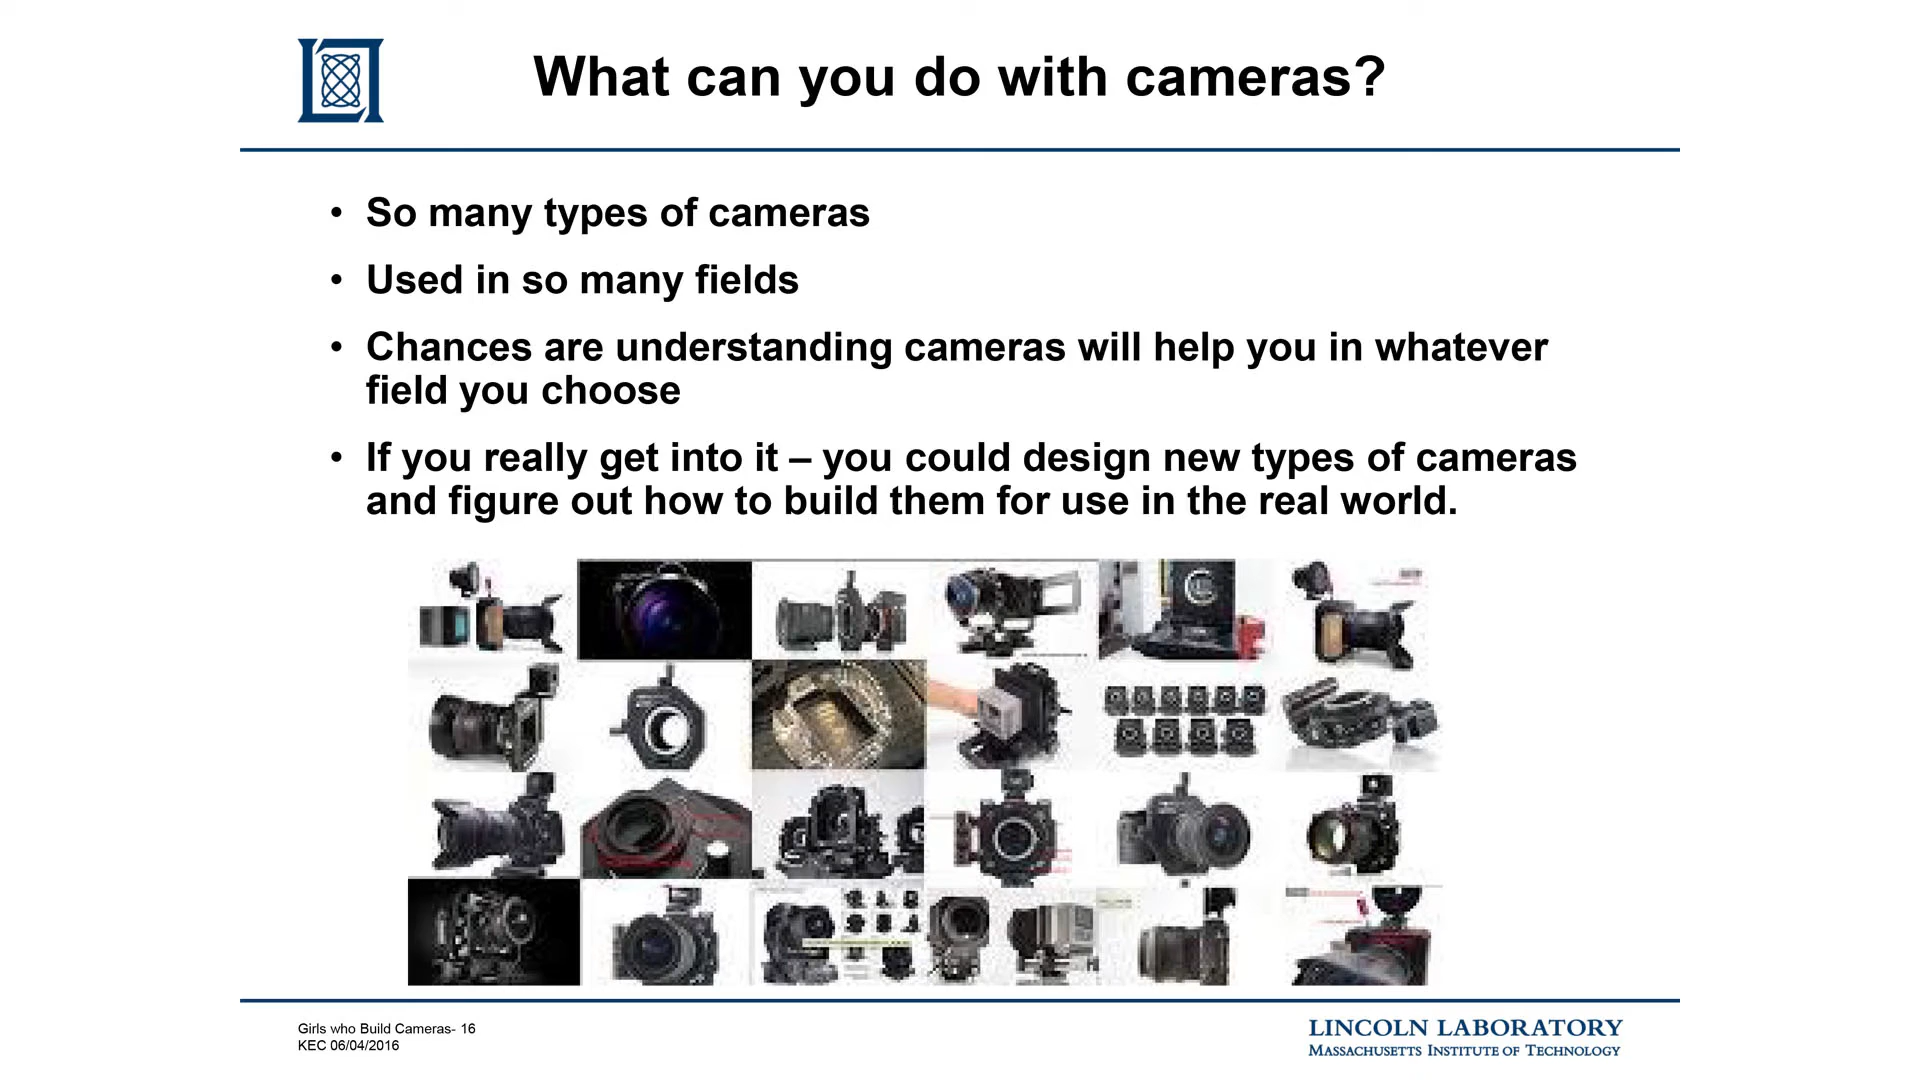 What can you do with cameras?
• So many types of cameras
• Used in so many fields
• Chances are understanding cameras will help you in whatever
field you choose
• If you really get into it – you could design new types of cameras
and figure out how to build them for use in the real world.
Girls who Build Cameras- 16
KEC 06/04/2016
LINCOLN LABORATORY
MASSACHUSETTS INSTITUTE OF TECHNOLOGY